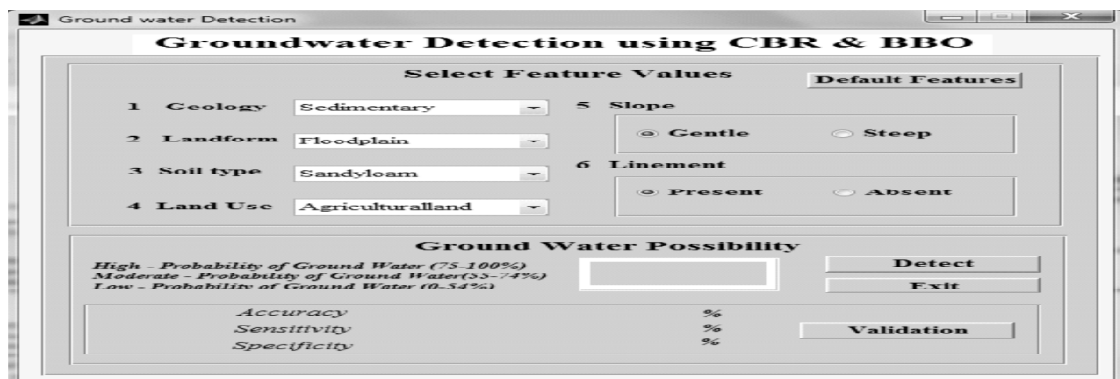 Ground water Detection
Groundwater Detection using CBR & BBO
Select Feature Values
Default Features
1 Geology Sedimentary
2 Landform Floodplain
3 Soil type Sandyloam
4 Land Use Agriculturalland
5 Slope
Gentle Steep
6 Linement
Present Absent
Ground Water Possibility
High - Probability of Ground Water (75-100%)
Moderate - Probability of Ground Water(55-74%)
Low - Probability of Ground Water (0-54%)
Detect
Exit
Accuracy %
Sensitivity %
Specificity %
Validation